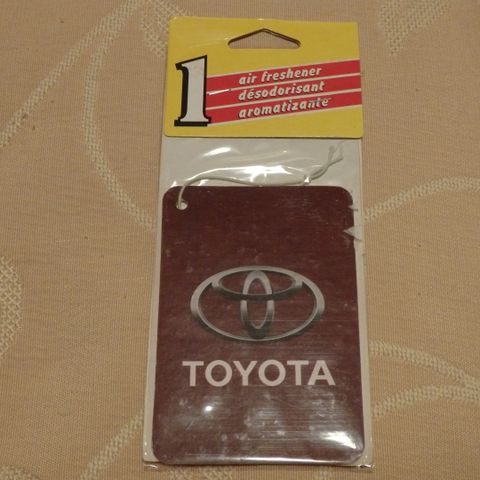 1
air freshener
désodorisant
aromatizante
TOYOTA